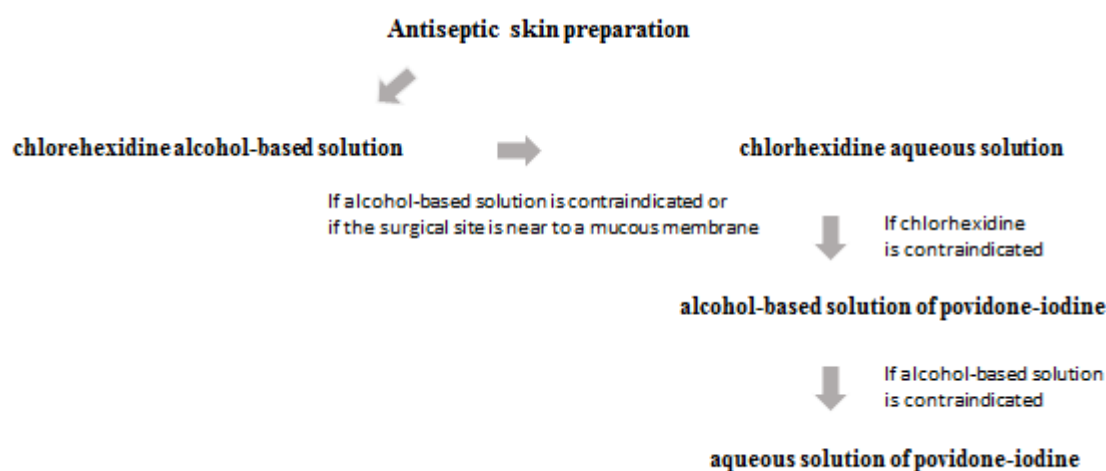 Antiseptic skin preparation
chlorehexidine alcohol-based solution
chlorhexidine aqueous solution
If alcohol-based solution is contraindicated or
if the surgical site is near to a mucous membrane
If chlorhexidine
is contraindicated
alcohol-based solution of povidone-iodine
If alcohol-based solution
is contraindicated
aqueous solution of povidone-iodine